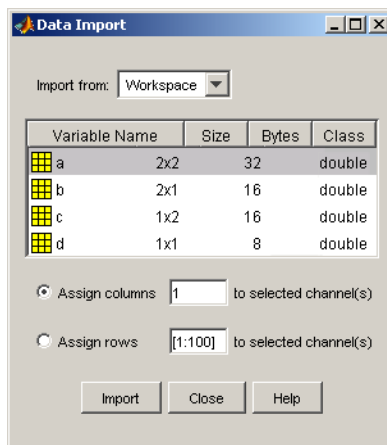 Data Import
Import from: Workspace
Variable Name Size Bytes Class
a 2x2 32 double
b 2x1 16 double
c 1x2 16 double
d 1x1 8 double
Assign columns 1 to selected channel(s)
Assign rows [1:100] to selected channel(s)
Import Close Help